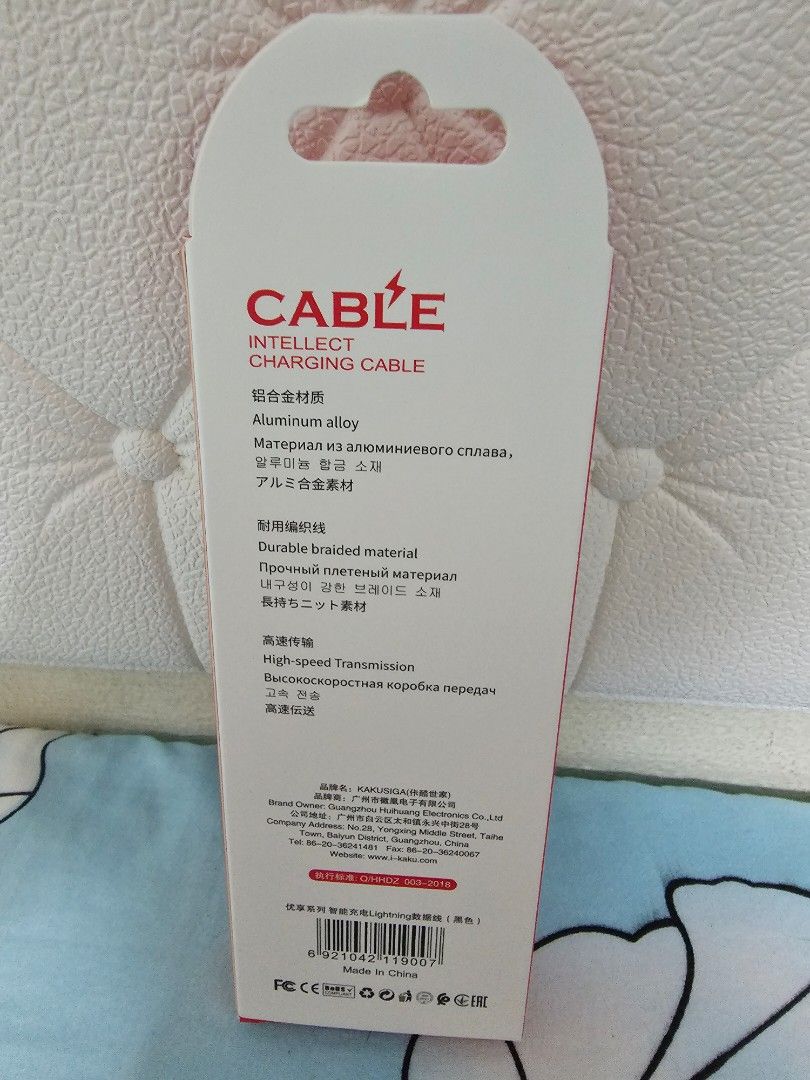 CABLE
INTELLECT
CHARGING CABLE
铝合金材质
Aluminum alloy
Материал из алюминиевого сплава,
알루미늄 합금 소재
アルミ合金素材
耐用编织线
Durable braided material
Прочный плетеный материал
내구성이 강한 브레이드 소재
長持ちニット素材
高速传输
High-speed Transmission
Высокоскоростная коробка передач
고속 전송
高速伝送
品牌名：KAKUSIGA(佧酷世家)
品牌商：广州市徽凰电子有限公司
Brand Owner: Guangzhou Huihuang Electronics Co.,Ltd
公司地址：广州市白云区太和镇永兴中街28号
Company Address: No.28, Yongxing Middle Street, Taihe
Town, Baiyun District, Guangzhou, China
Tel: 86-20-36241481 Fax: 86-20-36240067
Website: www.i-kaku.com
执行标准: Q/HHDZ 003-2018
优享系列 智能充电Lightning数据线（黑色）
6 921042 119007
Made In China
FC CE RoHS COMPLIANT EAC